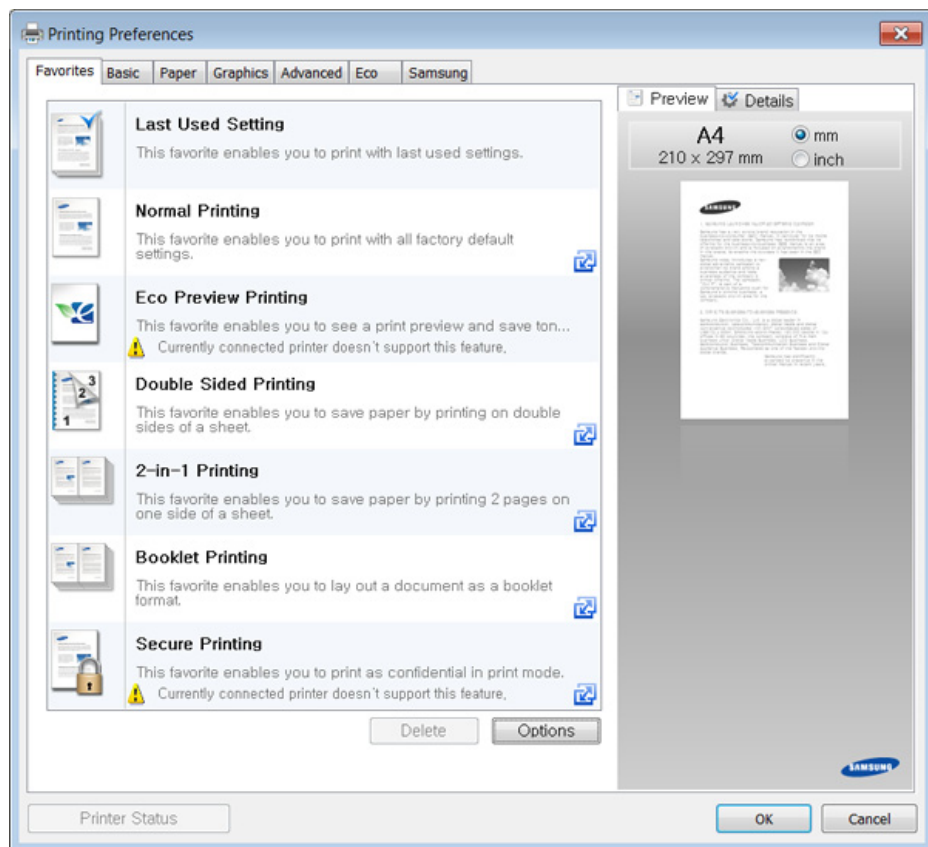 Printing Preferences
Favorites Basic Paper Graphics Advanced Eco Samsung
Last Used Setting
This favorite enables you to print with last used settings.
Normal Printing
This favorite enables you to print with all factory default
settings.
Eco Preview Printing
This favorite enables you to see a print preview and save ton...
Currently connected printer doesn't support this feature.
3
2
1
Double Sided Printing
This favorite enables you to save paper by printing on double
sides of a sheet.
2-in-1 Printing
This favorite enables you to save paper by printing 2 pages on
one side of a sheet.
Booklet Printing
This favorite enables you to lay out a document as a booklet
format.
Secure Printing
This favorite enables you to print as confidential in print mode.
Currently connected printer doesn't support this feature.
Delete Options
Preview Details
A4 mm
210 x 297 mm inch
SAMSUNG
SAMSUNG
Printer Status OK Cancel